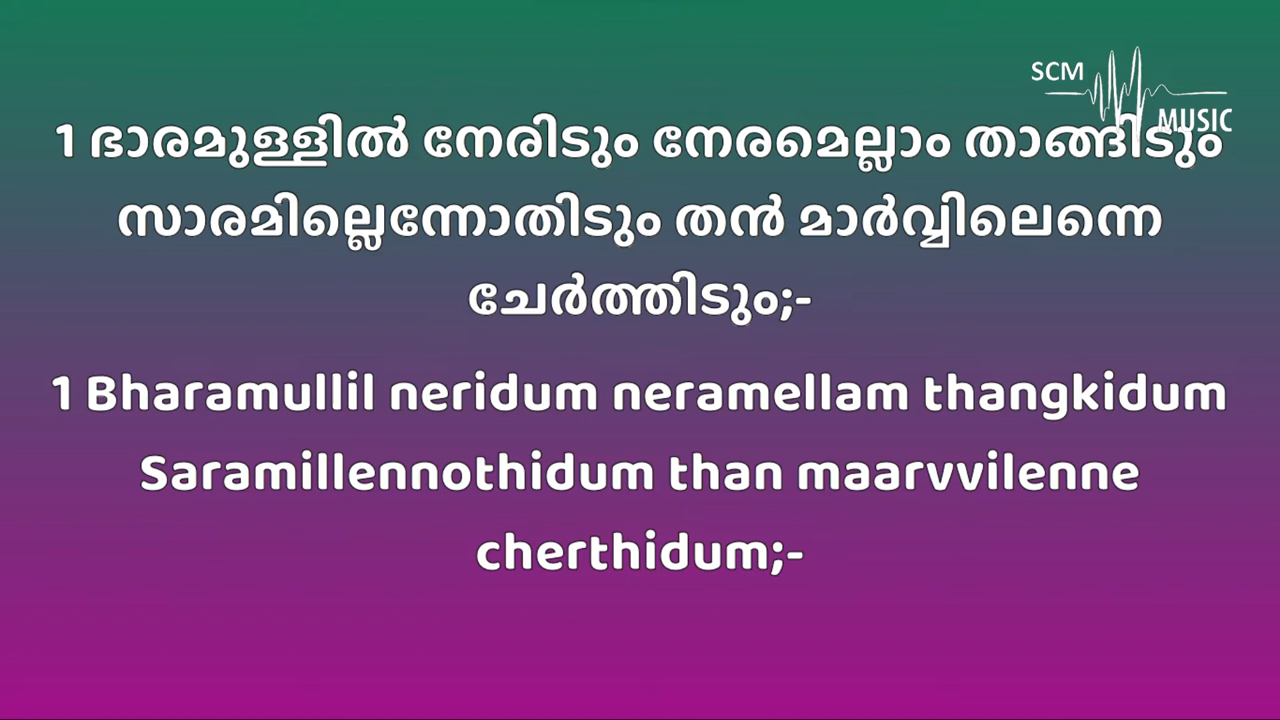 SCM
MUSIC
1 ഭാരമുള്ളിൽ നേരിടും നേരമെല്ലാം താങ്ങിടും
സാരമില്ലെന്നോതിടും തൻ മാർവ്വിലെന്നെ
ചേർത്തിടും;-
1 Bharamullil neridum neramellam thangkidum
Saramillennothidum than maarvvilenne
cherthidum;-